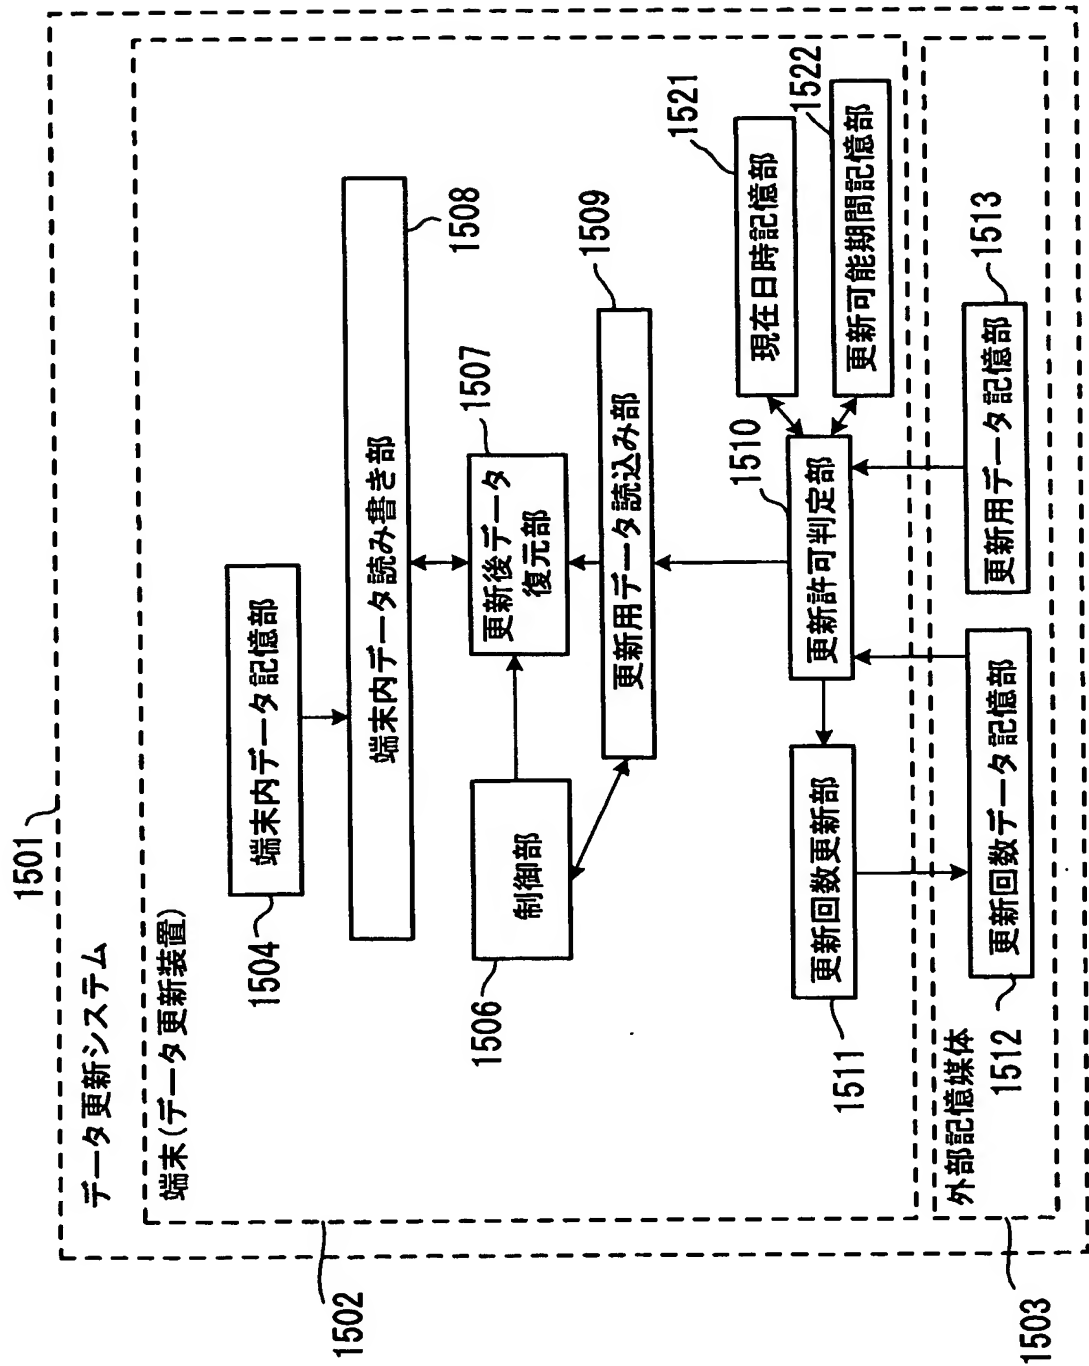 1501
データ更新システム
1502
端末(データ更新装置)
1504
端末内データ記憶部
端末内データ読み書き部
1508
1506
制御部
更新後データ
復元部
1507
更新用データ読込み部
1509
1511
更新回数更新部
更新許可判定部
1510
現在日時記憶部
1521
更新可能期間記憶部
1522
1503
外部記憶媒体
1512
更新回数データ記憶部
更新用データ記憶部
1513